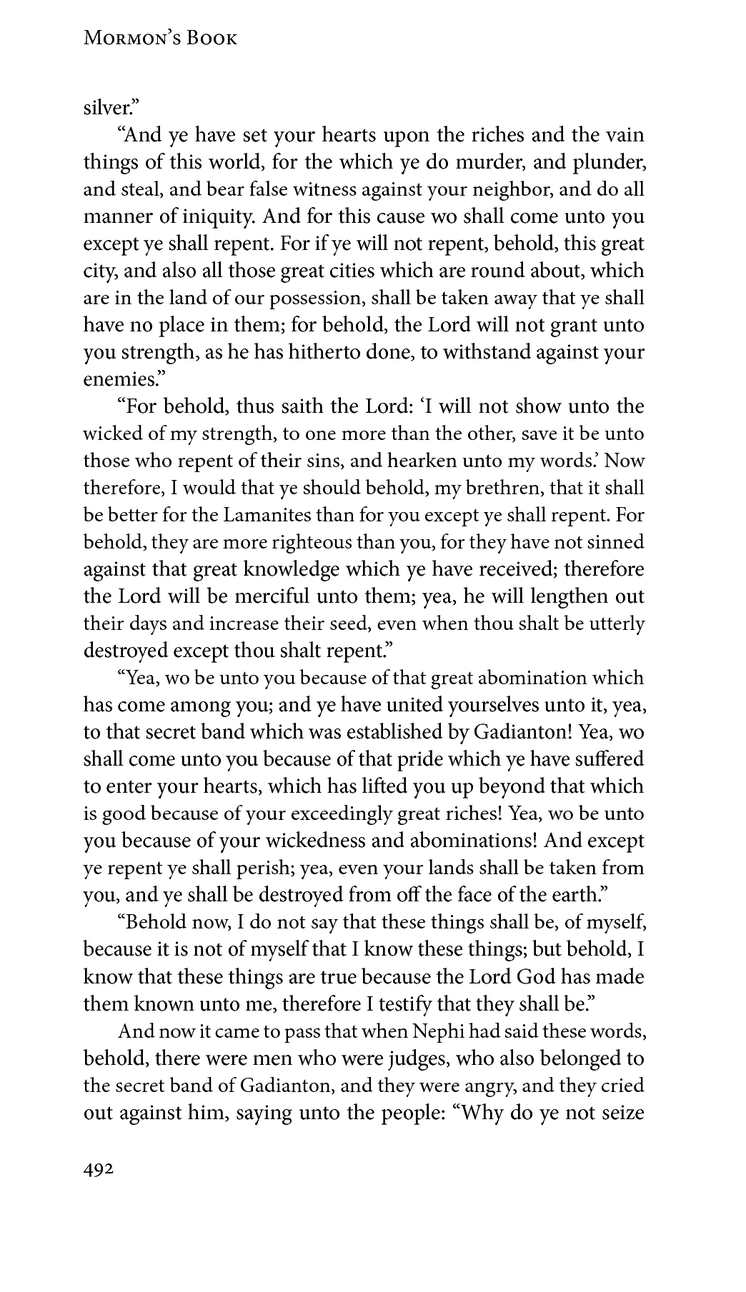 Mormon's Book
silver.”
“And ye have set your hearts upon the riches and the vain
things of this world, for the which ye do murder, and plunder,
and steal, and bear false witness against your neighbor, and do all
manner of iniquity. And for this cause wo shall come unto you
except ye shall repent. For if ye will not repent, behold, this great
city, and also all those great cities which are round about, which
are in the land of our possession, shall be taken away that ye shall
have no place in them; for behold, the Lord will not grant unto
you strength, as he has hitherto done, to withstand against your
enemies.”
“For behold, thus saith the Lord: ‘I will not show unto the
wicked of my strength, to one more than the other, save it be unto
those who repent of their sins, and hearken unto my words.’ Now
therefore, I would that ye should behold, my brethren, that it shall
be better for the Lamanites than for you except ye shall repent. For
behold, they are more righteous than you, for they have not sinned
against that great knowledge which ye have received; therefore
the Lord will be merciful unto them; yea, he will lengthen out
their days and increase their seed, even when thou shalt be utterly
destroyed except thou shalt repent.”
“Yea, wo be unto you because of that great abomination which
has come among you; and ye have united yourselves unto it, yea,
to that secret band which was established by Gadianton! Yea, wo
shall come unto you because of that pride which ye have suffered
to enter your hearts, which has lifted you up beyond that which
is good because of your exceedingly great riches! Yea, wo be unto
you because of your wickedness and abominations! And except
ye repent ye shall perish; yea, even your lands shall be taken from
you, and ye shall be destroyed from off the face of the earth.”
“Behold now, I do not say that these things shall be, of myself,
because it is not of myself that I know these things; but behold, I
know that these things are true because the Lord God has made
them known unto me, therefore I testify that they shall be.”
And now it came to pass that when Nephi had said these words,
behold, there were men who were judges, who also belonged to
the secret band of Gadianton, and they were angry, and they cried
out against him, saying unto the people: “Why do ye not seize
492